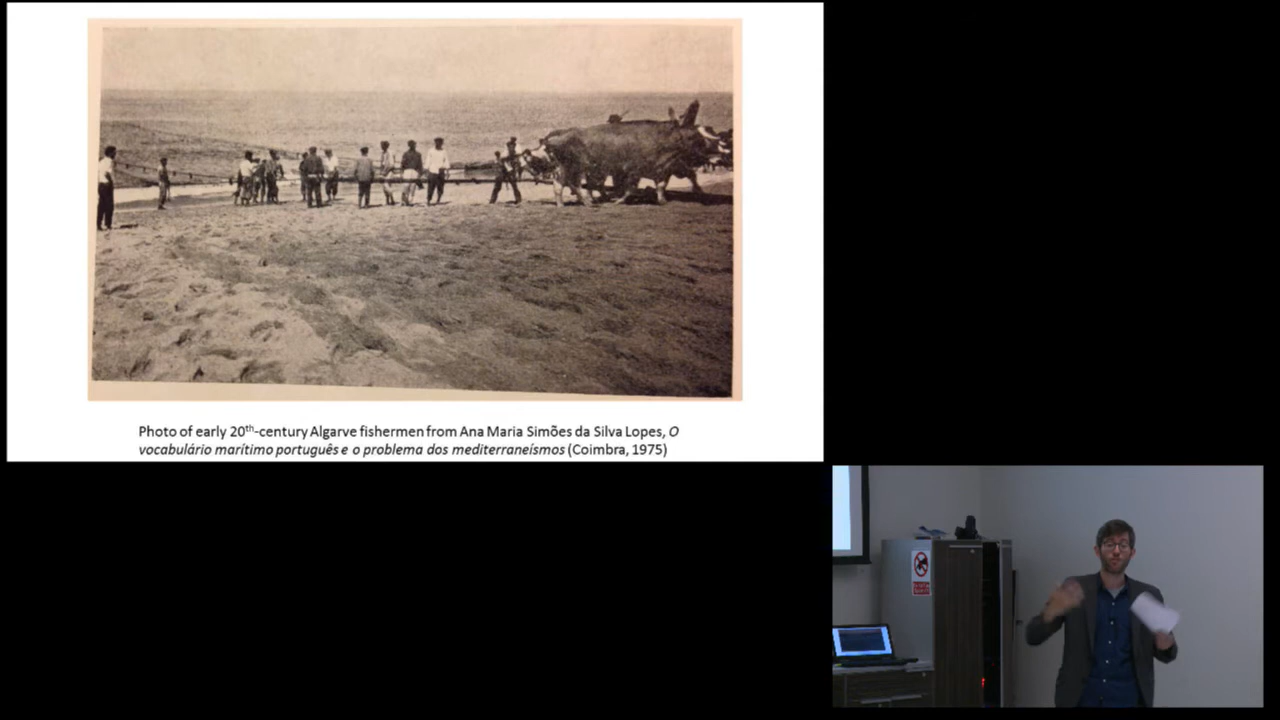 Photo of early 20th-century Algarve fishermen from Ana Maria Simões da Silva Lopes, O
vocabulário marítimo português e o problema dos mediterraneísmos (Coimbra, 1975)